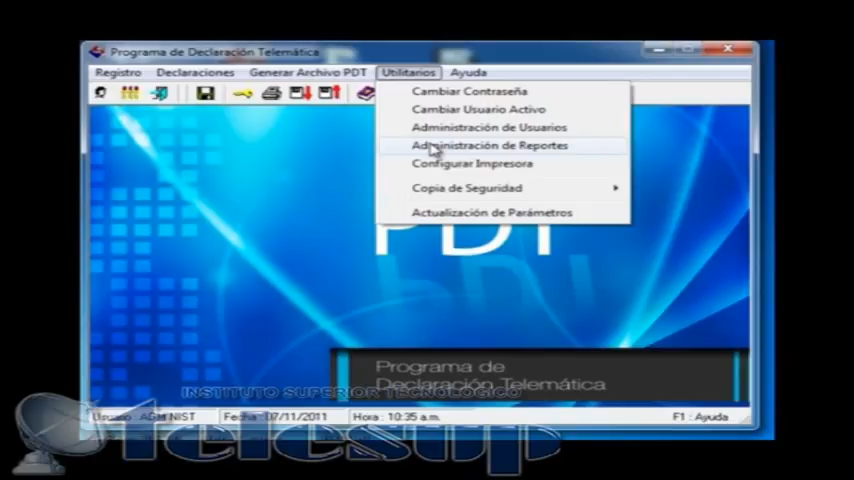 Programa de Declaración Telemática
Registro Declaraciones Generar Archivo PDT Utilitarios Ayuda
Cambiar Contraseña
Cambiar Usuario Activo
Administración de Usuarios
Administración de Reportes
Configurar Impresora
Copia de Seguridad
Actualización de Parámetros
PDT
Programa de
Declaración Telemática
INSTITUTO SUPERIOR TECNOLOGICO
Usuario : ADMINIST Fecha : 07/11/2011 Hora : 10:35 a.m. F1 : Ayuda
Telesup